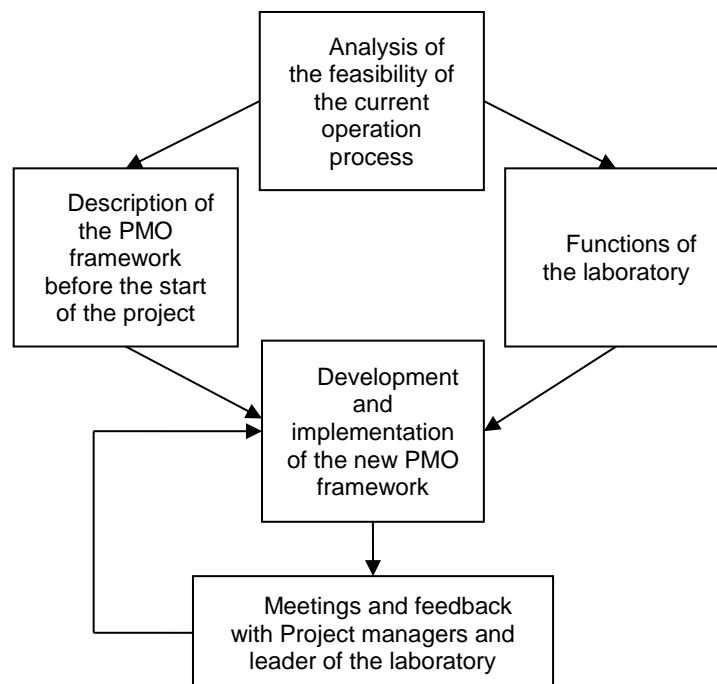 Analysis of
the feasibility of
the current
operation
process
Description of
the PMO
framework
before the start
of the project
Functions of
the laboratory
Development
and
implementation
of the new PMO
framework
Meetings and feedback
with Project managers and
leader of the laboratory